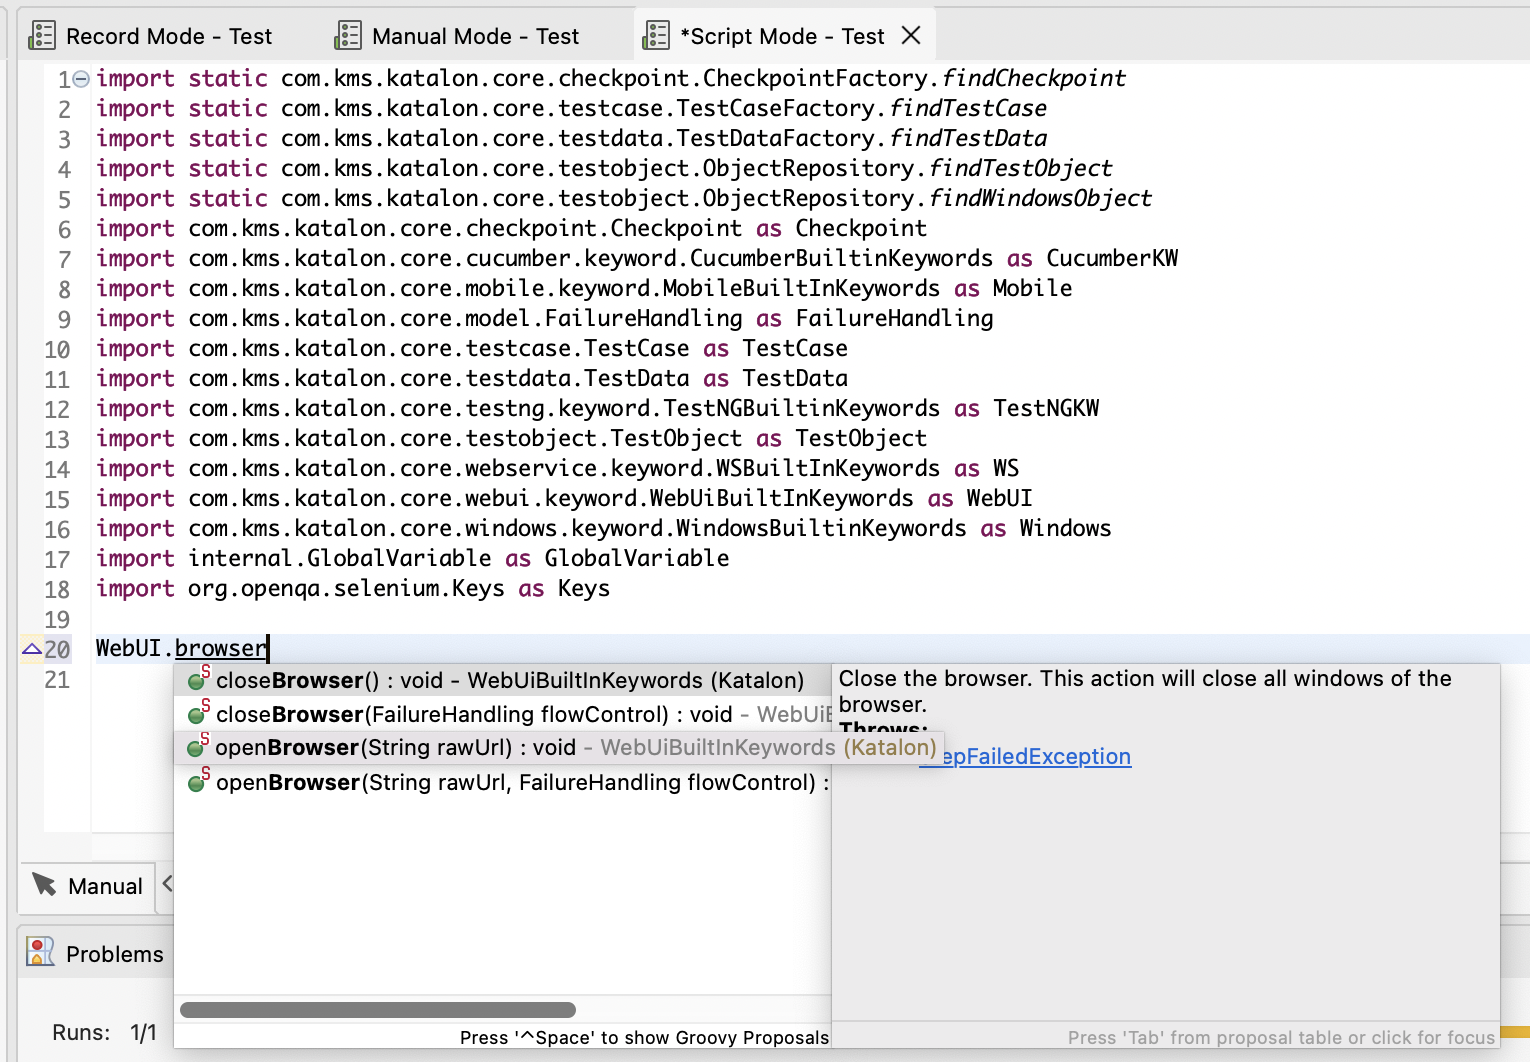 Record Mode - Test
Manual Mode - Test
*Script Mode - Test
1 import static com.kms.katalon.core.checkpoint.CheckpointFactory.findCheckpoint
2 import static com.kms.katalon.core.testcase.TestCaseFactory.findTestCase
3 import static com.kms.katalon.core.testdata.TestDataFactory.findTestData
4 import static com.kms.katalon.core.testobject.ObjectRepository.findTestObject
5 import static com.kms.katalon.core.testobject.ObjectRepository.findWindowsObject
6 import com.kms.katalon.core.checkpoint.Checkpoint as Checkpoint
7 import com.kms.katalon.core.cucumber.keyword.CucumberBuiltinKeywords as CucumberKW
8 import com.kms.katalon.core.mobile.keyword.MobileBuiltInKeywords as Mobile
9 import com.kms.katalon.core.model.FailureHandling as FailureHandling
10 import com.kms.katalon.core.testcase.TestCase as TestCase
11 import com.kms.katalon.core.testdata.TestData as TestData
12 import com.kms.katalon.core.testng.keyword.TestNGBuiltinKeywords as TestNGKW
13 import com.kms.katalon.core.testobject.TestObject as TestObject
14 import com.kms.katalon.core.webservice.keyword.WSBuiltInKeywords as WS
15 import com.kms.katalon.core.webui.keyword.WebUiBuiltInKeywords as WebUI
16 import com.kms.katalon.core.windows.keyword.WindowsBuiltinKeywords as Windows
17 import internal.GlobalVariable as GlobalVariable
18 import org.openqa.selenium.Keys as Keys
19
20 WebUI.browser
21
closeBrowser() : void - WebUiBuiltInKeywords (Katalon)
closeBrowser(FailureHandling flowControl) : void - WebUiB
openBrowser(String rawUrl) : void - WebUiBuiltInKeywords (Katalon)
openBrowser(String rawUrl, FailureHandling flowControl) :
Press '^Space' to show Groovy Proposals
Close the browser. This action will close all windows of the
browser.
Throws:
epFailedException
Press 'Tab' from proposal table or click for focus
Manual
Problems
Runs: 1/1